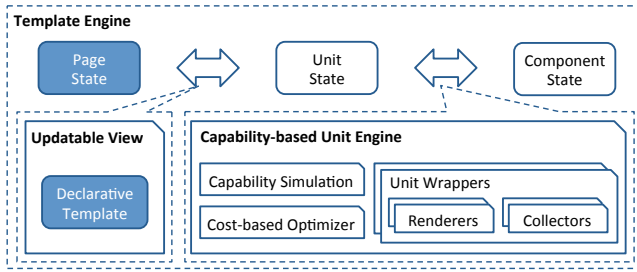 Template Engine
Page
State
Unit
State
Component
State
Updatable View
Declarative
Template
Capability-based Unit Engine
Capability Simulation
Cost-based Optimizer
Unit Wrappers
Renderers
Collectors